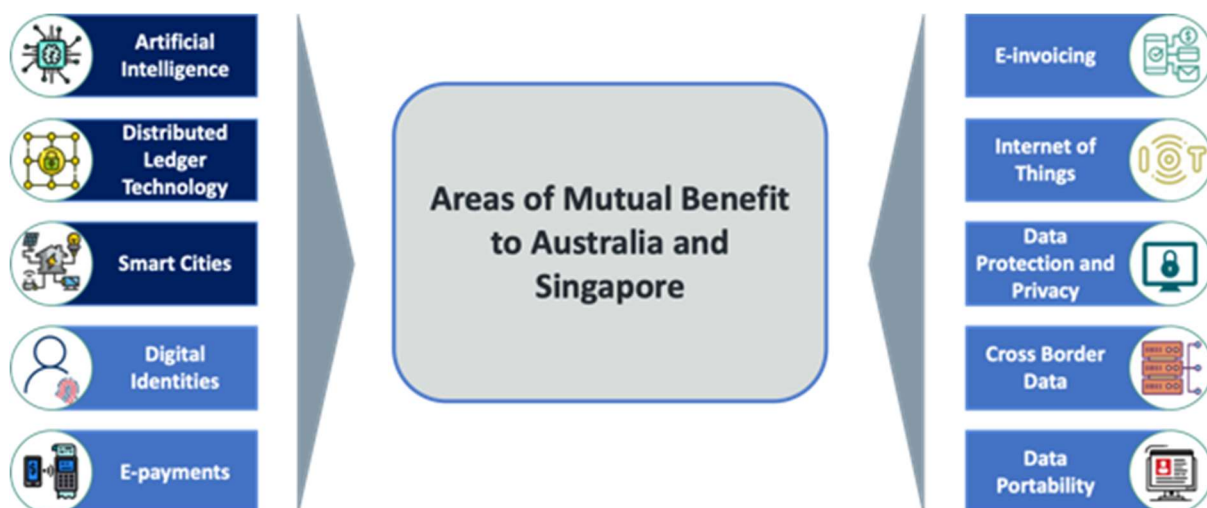 Artificial
Intelligence
Distributed
Ledger
Technology
Smart Cities
Digital
Identities
E-payments
Areas of Mutual Benefit
to Australia and
Singapore
E-invoicing
Internet of
Things
IOT
Data
Protection and
Privacy
Cross Border
Data
Data
Portability